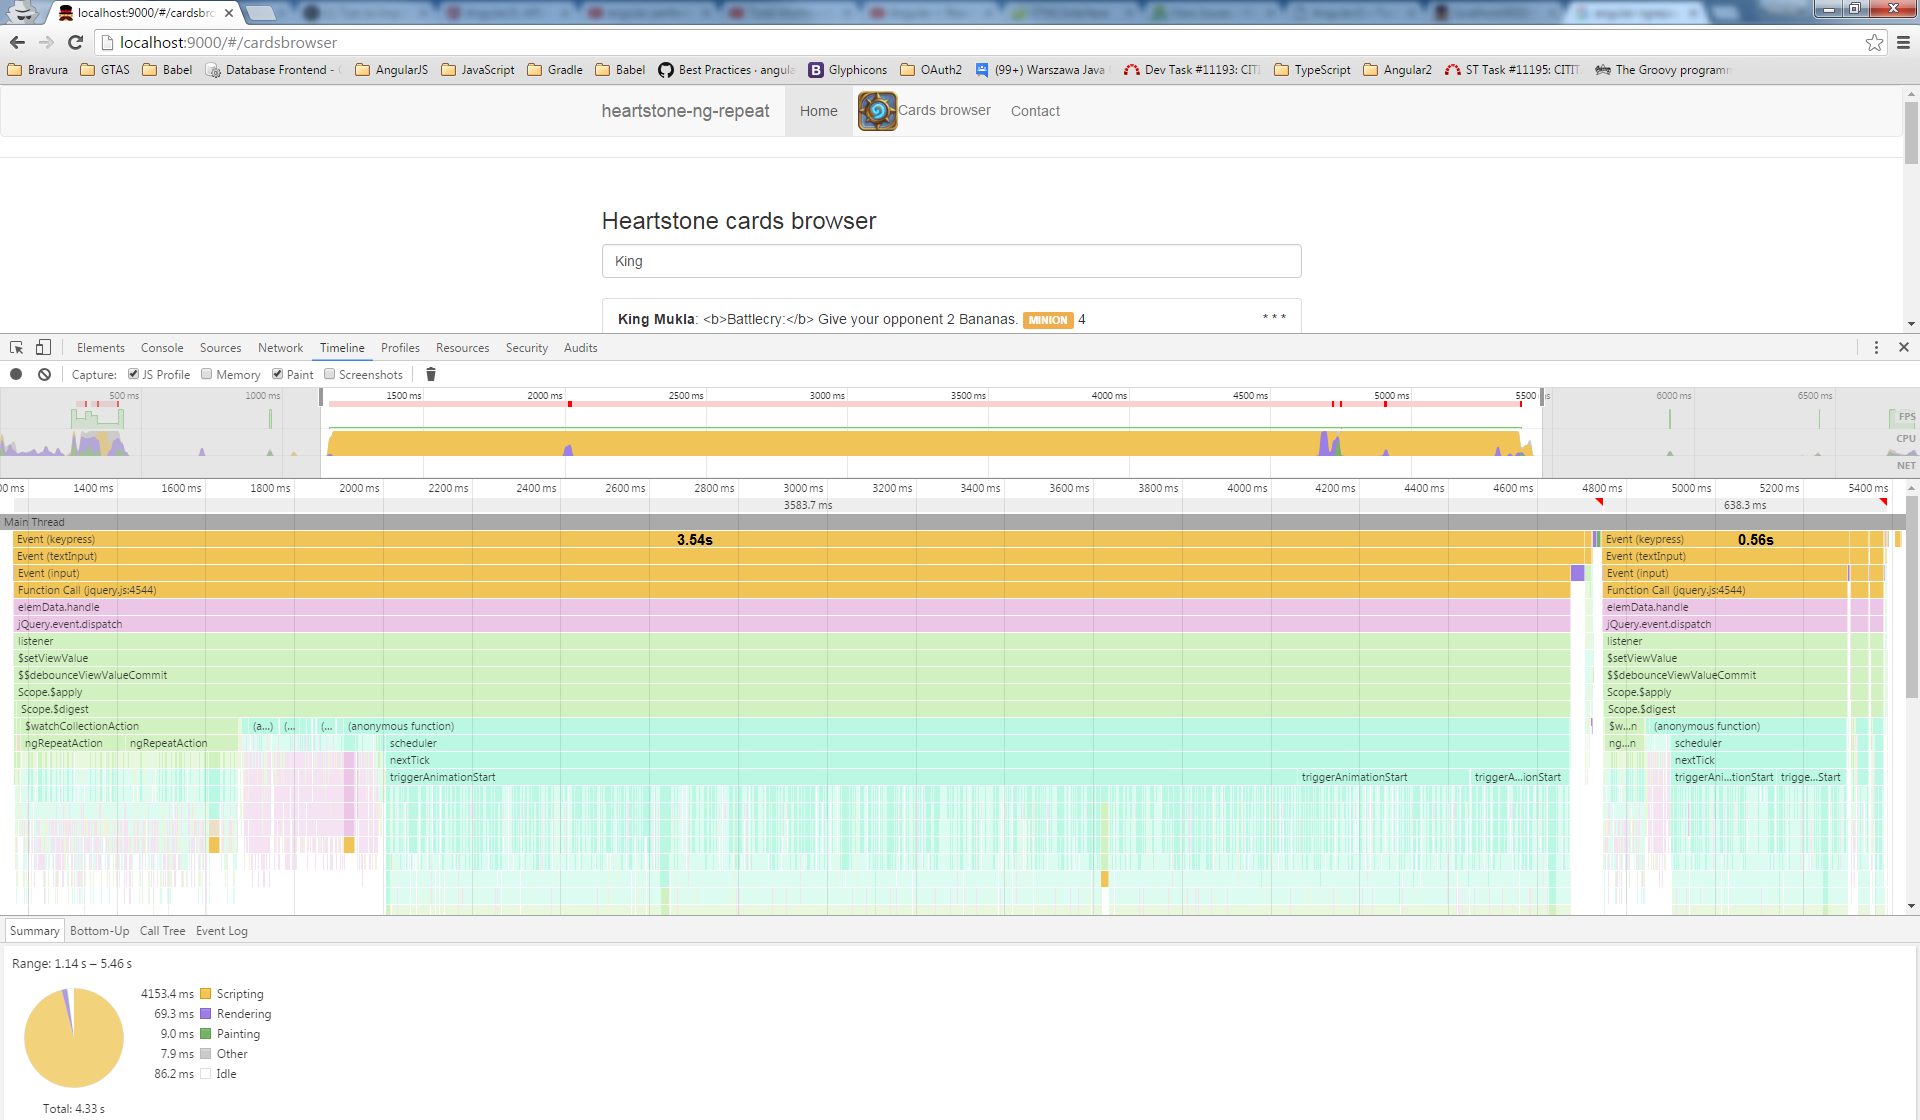 localhost:9000/#/cardsbro
localhost:9000/#/cardsbrowser
Bravura GTAS Babel Database Frontend - AngularJS JavaScript Gradle Babel Best Practices · angula Glyphicons OAuth2 (99+) Warszawa Java Dev Task #11193: CITI TypeScript Angular2 ST Task #11195: CITIT The Groovy programm
heartstone-ng-repeat Home Cards browser Contact
Heartstone cards browser
King
King Mukla: <b>Battlecry:</b> Give your opponent 2 Bananas. MINION 4 * * *
Elements Console Sources Network Timeline Profiles Resources Security Audits
Capture: JS Profile Memory Paint Screenshots
500 ms 1000 ms 1500 ms 2000 ms 2500 ms 3000 ms 3500 ms 4000 ms 4500 ms 5000 ms 5500 6000 ms 6500 ms
FPS
CPU
NET
00 ms 1400 ms 1600 ms 1800 ms 2000 ms 2200 ms 2400 ms 2600 ms 2800 ms 3000 ms 3200 ms 3400 ms 3600 ms 3800 ms 4000 ms 4200 ms 4400 ms 4600 ms 4800 ms 5000 ms 5200 ms 5400 ms
3583.7 ms 638.3 ms
Main Thread
Event (keypress) 3.54s Event (keypress) 0.56s
Event (textInput) Event (textInput)
Event (input) Event (input)
Function Call (jquery.js:4544) Function Call (jquery.js:4544)
elemData.handle elemData.handle
jQuery.event.dispatch jQuery.event.dispatch
listener listener
$setViewValue $setViewValue
$$debounceViewValueCommit $$debounceViewValueCommit
Scope.$apply Scope.$apply
Scope.$digest Scope.$digest
$watchCollectionAction (a...) (... (... (anonymous function) $w...n (anonymous function)
ngRepeatAction ngRepeatAction scheduler ng...n scheduler
nextTick nextTick
triggerAnimationStart triggerAnimationStart triggerA...ionStart triggerAni...tionStart trigge...Start
Summary Bottom-Up Call Tree Event Log
Range: 1.14 s – 5.46 s
4153.4 ms Scripting
69.3 ms Rendering
9.0 ms Painting
7.9 ms Other
86.2 ms Idle
Total: 4.33 s